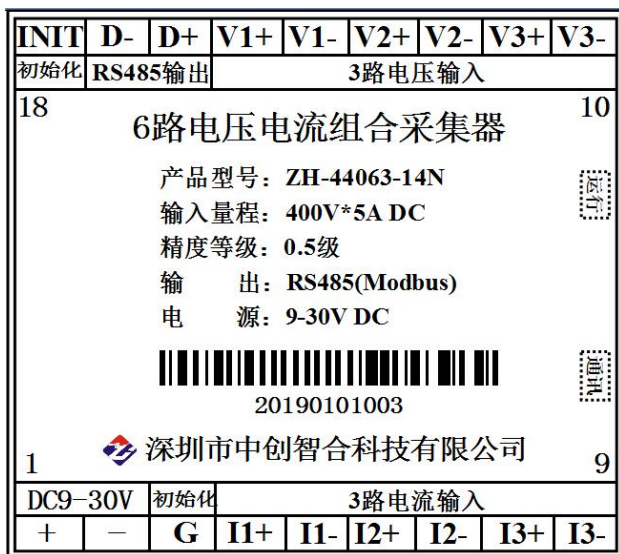 INIT D- D+ V1+ V1- V2+ V2- V3+ V3-
初始化 RS485输出 3路电压输入
18 10
6路电压电流组合采集器
产品型号：ZH-44063-14N
输入量程：400V*5A DC
运行
精度等级：0.5级
输 出：RS485(Modbus)
电 源：9-30V DC
通讯
20190101003
深圳市中创智合科技有限公司
1 9
DC9-30V 初始化 3路电流输入
+ - G I1+ I1- I2+ I2- I3+ I3-